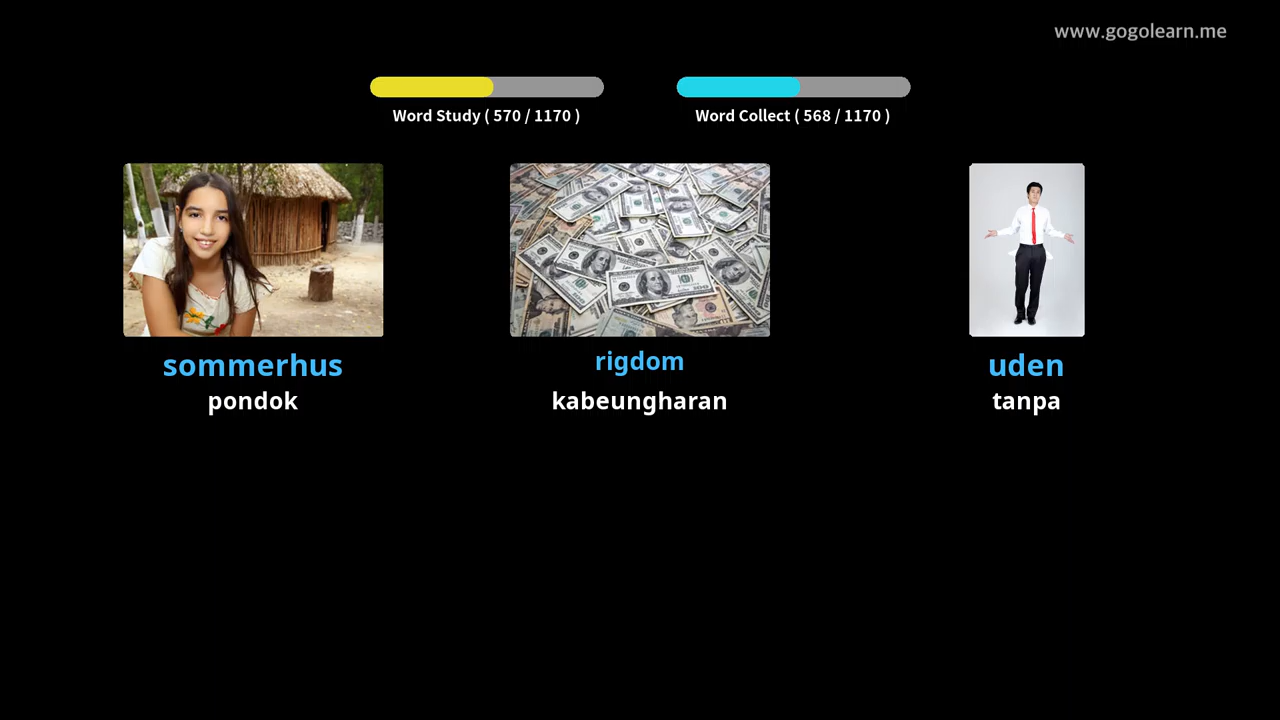 www.gogolearn.me
Word Study ( 570 / 1170 )
Word Collect ( 568 / 1170 )
sommerhus
rigdom
uden
pondok
kabeungharan
tanpa